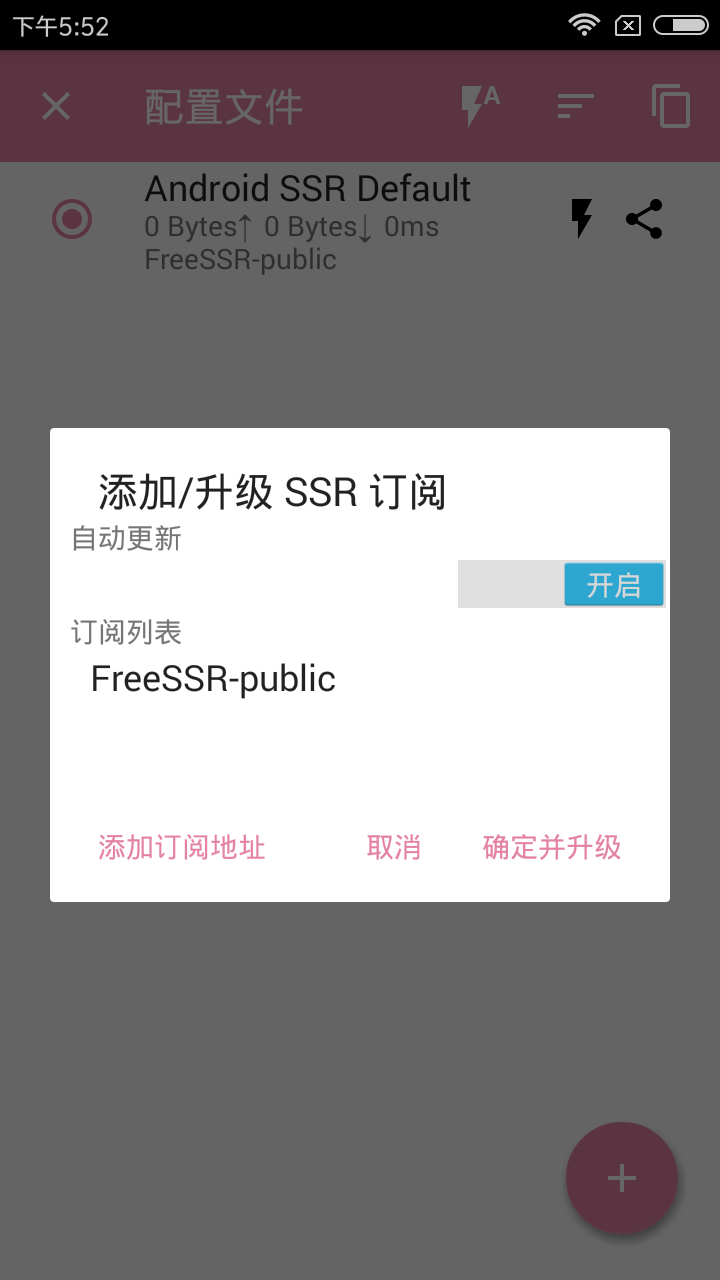 下午5:52
配置文件
Android SSR Default
0 Bytes↑ 0 Bytes↓ 0ms
FreeSSR-public
添加/升级 SSR 订阅
自动更新
开启
订阅列表
FreeSSR-public
添加订阅地址 取消 确定并升级